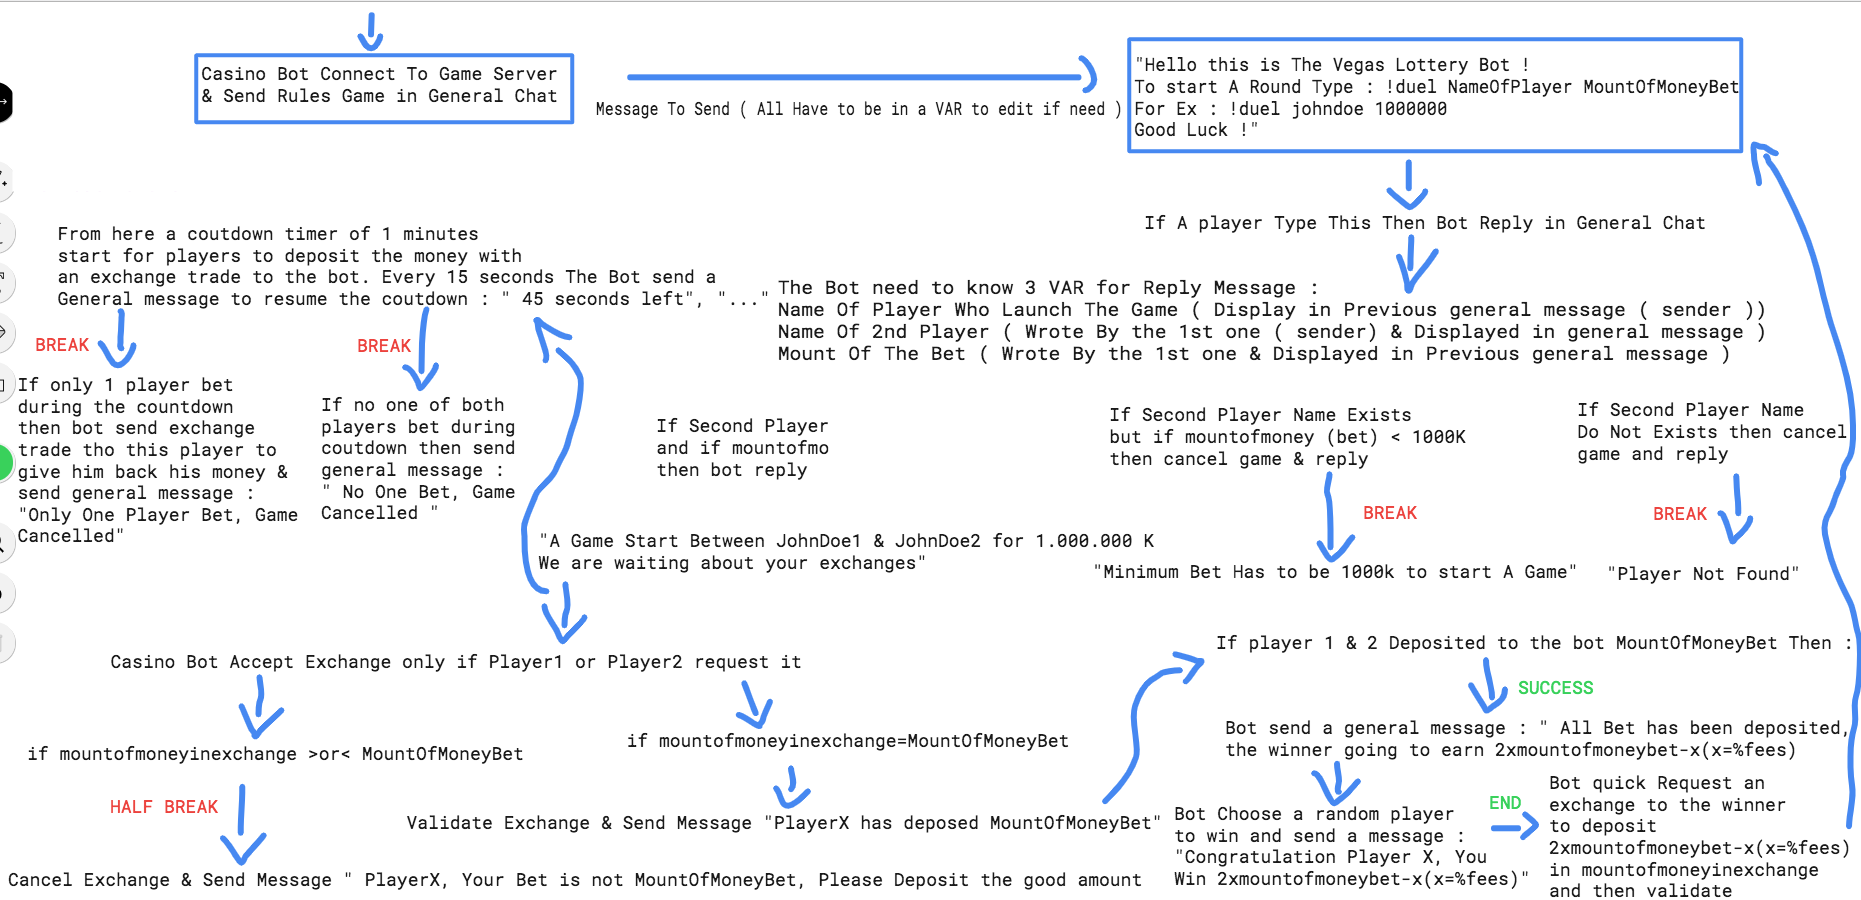 Casino Bot Connect To Game Server
& Send Rules Game in General Chat
Message To Send ( All Have to be in a VAR to edit if need )
"Hello this is The Vegas Lottery Bot !
To start A Round Type : !duel NameOfPlayer MountOfMoneyBet
For Ex : !duel johndoe 1000000
Good Luck !"
If A player Type This Then Bot Reply in General Chat
The Bot need to know 3 VAR for Reply Message :
Name Of Player Who Launch The Game ( Display in Previous general message ( sender ))
Name Of 2nd Player ( Wrote By the 1st one ( sender) & Displayed in general message )
Mount Of The Bet ( Wrote By the 1st one & Displayed in Previous general message )
From here a coutdown timer of 1 minutes
start for players to deposit the money with
an exchange trade to the bot. Every 15 seconds The Bot send a
General message to resume the coutdown : " 45 seconds left", "..."
BREAK
If only 1 player bet
during the countdown
then bot send exchange
trade tho this player to
give him back his money &
send general message :
"Only One Player Bet, Game
Cancelled"
BREAK
If no one of both
players bet during
coutdown then send
general message :
" No One Bet, Game
Cancelled "
If Second Player
and if mountofmo
then bot reply
If Second Player Name Exists
but if mountofmoney (bet) < 1000K
then cancel game & reply
BREAK
"Minimum Bet Has to be 1000k to start A Game"
If Second Player Name
Do Not Exists then cancel
game and reply
BREAK
"Player Not Found"
"A Game Start Between JohnDoe1 & JohnDoe2 for 1.000.000 K
We are waiting about your exchanges"
Casino Bot Accept Exchange only if Player1 or Player2 request it
if mountofmoneyinexchange >or< MountOfMoneyBet
HALF BREAK
Cancel Exchange & Send Message " PlayerX, Your Bet is not MountOfMoneyBet, Please Deposit the good amount
if mountofmoneyinexchange=MountOfMoneyBet
Validate Exchange & Send Message "PlayerX has deposed MountOfMoneyBet"
If player 1 & 2 Deposited to the bot MountOfMoneyBet Then :
SUCCESS
Bot send a general message : " All Bet has been deposited,
the winner going to earn 2xmountofmoneybet-x(x=%fees)
Bot Choose a random player
to win and send a message :
"Congratulation Player X, You
Win 2xmountofmoneybet-x(x=%fees)"
END
Bot quick Request an
exchange to the winner
to deposit
2xmountofmoneybet-x(x=%fees)
in mountofmoneyinexchange
and then validate